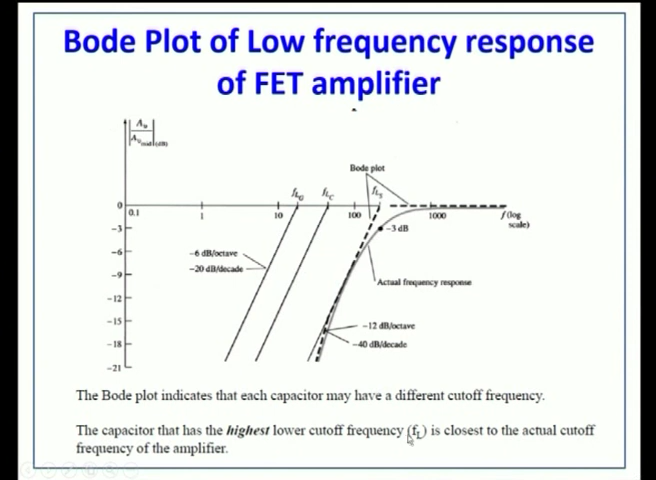 Bode Plot of Low frequency response
of FET amplifier
Av
Av mid (dB)
Bode plot
fLG
fLC
fLS
0
0.1
1
10
100
1000
f (log
scale)
-3
-3 dB
-6
-6 dB/octave
-9
-20 dB/decade
Actual frequency response
-12
-15
-12 dB/octave
-18
-40 dB/decade
-21
The Bode plot indicates that each capacitor may have a different cutoff frequency.
The capacitor that has the highest lower cutoff frequency (fL) is closest to the actual cutoff
frequency of the amplifier.